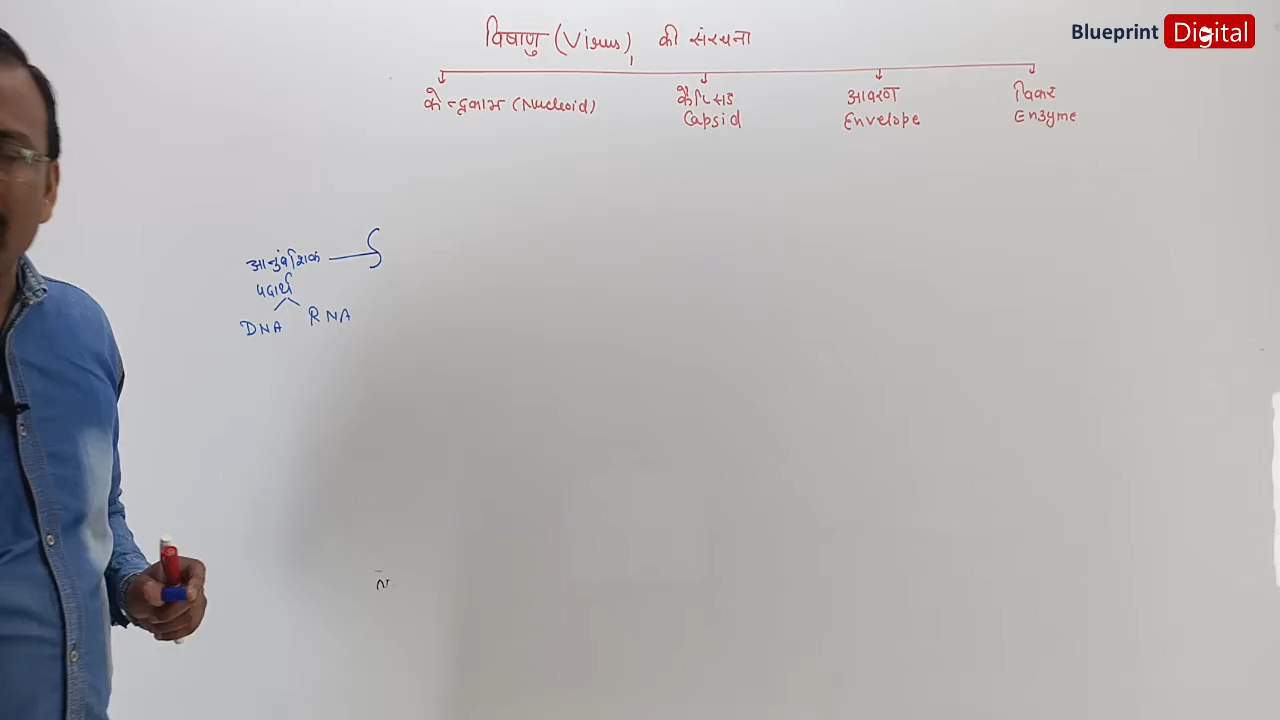 Blueprint Digital
विषाणु (Virus) की संरचना
केन्द्रकाभ (Nucleoid)
कैप्सिड
Capsid
आवरण
Envelope
विकर
Enzyme
आनुवंशिक
पदार्थ
DNA RNA